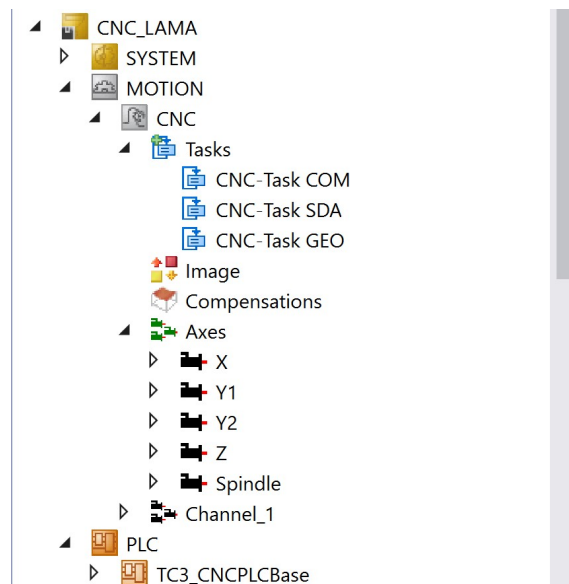 CNC_LAMA
SYSTEM
MOTION
CNC
Tasks
CNC-Task COM
CNC-Task SDA
CNC-Task GEO
Image
Compensations
Axes
X
Y1
Y2
Z
Spindle
Channel_1
PLC
TC3_CNCPLCBase